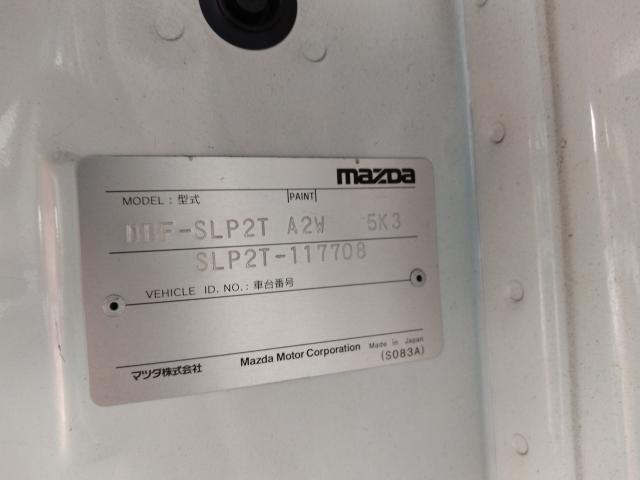 mazda
MODEL : 型式 PAINT
DBF-SLP2T A2W 5K3
SLP2T-117708
VEHICLE ID. NO. : 車台番号
マツダ株式会社 Mazda Motor Corporation Made in Japan
(S083A)